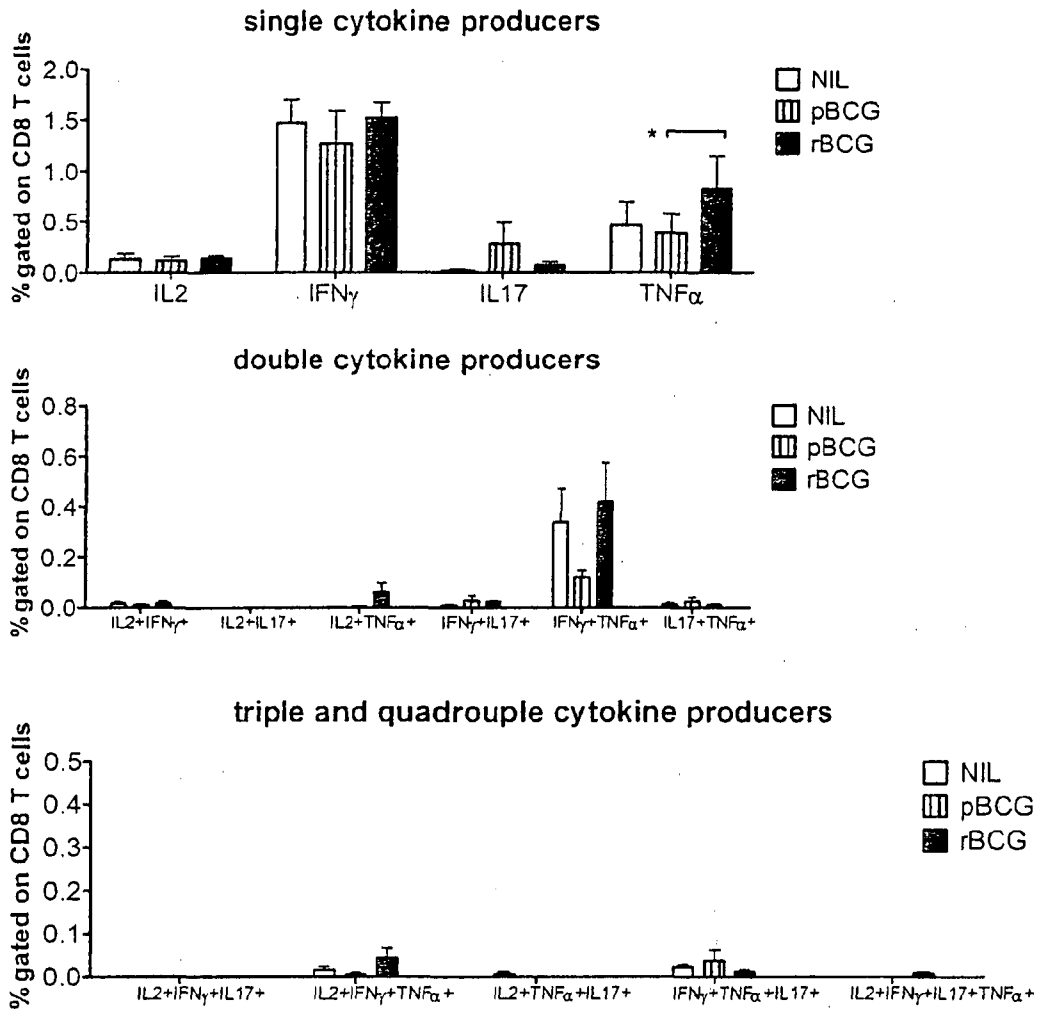 single cytokine producers
% gated on CD8 T cells
2.0
1.5
1.0
0.5
0.0
IL2 IFNγ IL17 TNFα
*
NIL
pBCG
rBCG
double cytokine producers
% gated on CD8 T cells
0.8
0.6
0.4
0.2
0.0
IL2+IFNγ+ IL2+IL17+ IL2+TNFα+ IFNγ+IL17+ IFNγ+TNFα+ IL17+TNFα+
NIL
pBCG
rBCG
triple and quadrouple cytokine producers
% gated on CD8 T cells
0.5
0.4
0.3
0.2
0.1
0.0
IL2+IFNγ+IL17+ IL2+IFNγ+TNFα+ IL2+TNFα+IL17+ IFNγ+TNFα+IL17+ IL2+IFNγ+IL17+TNFα+
NIL
pBCG
rBCG